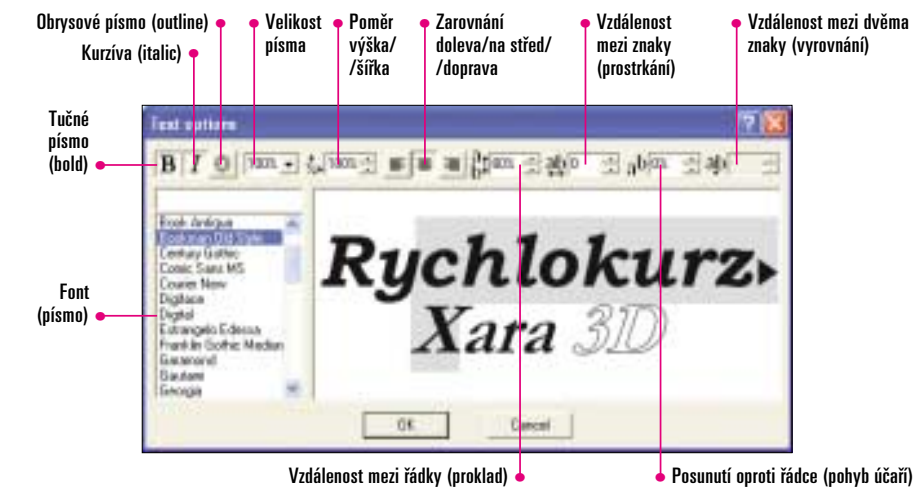 Obrysové písmo (outline)
Kurzíva (italic)
Velikost
písma
Poměr
výška/
/šířka
Zarovnání
doleva/na střed/
/doprava
Vzdálenost
mezi znaky
(prostrkání)
Vzdálenost mezi dvěma
znaky (vyrovnání)
Tučné
písmo
(bold)
Text options
B I
Font
(písmo)
Book Antiqua
Bookman Old Style
Century Gothic
Comic Sans MS
Courier New
Digiface
Digital
Estrangelo Edessa
Franklin Gothic Medium
Garamond
Gautami
Georgia
Rychlokurz
Xara 3D
OK Cancel
Vzdálenost mezi řádky (proklad)
Posunutí oproti řádce (pohyb účaří)